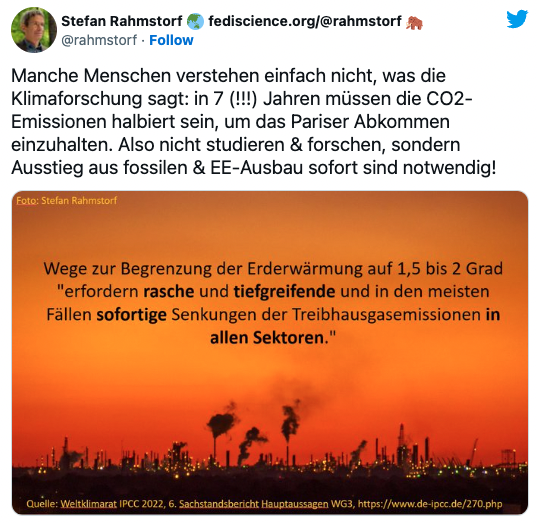 Stefan Rahmstorf 🌏 fediscience.org/@rahmstorf 🦣
@rahmstorf · Follow
Manche Menschen verstehen einfach nicht, was die
Klimaforschung sagt: in 7 (!!!) Jahren müssen die CO2-
Emissionen halbiert sein, um das Pariser Abkommen
einzuhalten. Also nicht studieren & forschen, sondern
Ausstieg aus fossilen & EE-Ausbau sofort sind notwendig!
Foto: Stefan Rahmstorf
Wege zur Begrenzung der Erderwärmung auf 1,5 bis 2 Grad
"erfordern rasche und tiefgreifende und in den meisten
Fällen sofortige Senkungen der Treibhausgasemissionen in
allen Sektoren."
Quelle: Weltklimarat IPCC 2022, 6. Sachstandsbericht Hauptaussagen WG3, https://www.de-ipcc.de/270.php